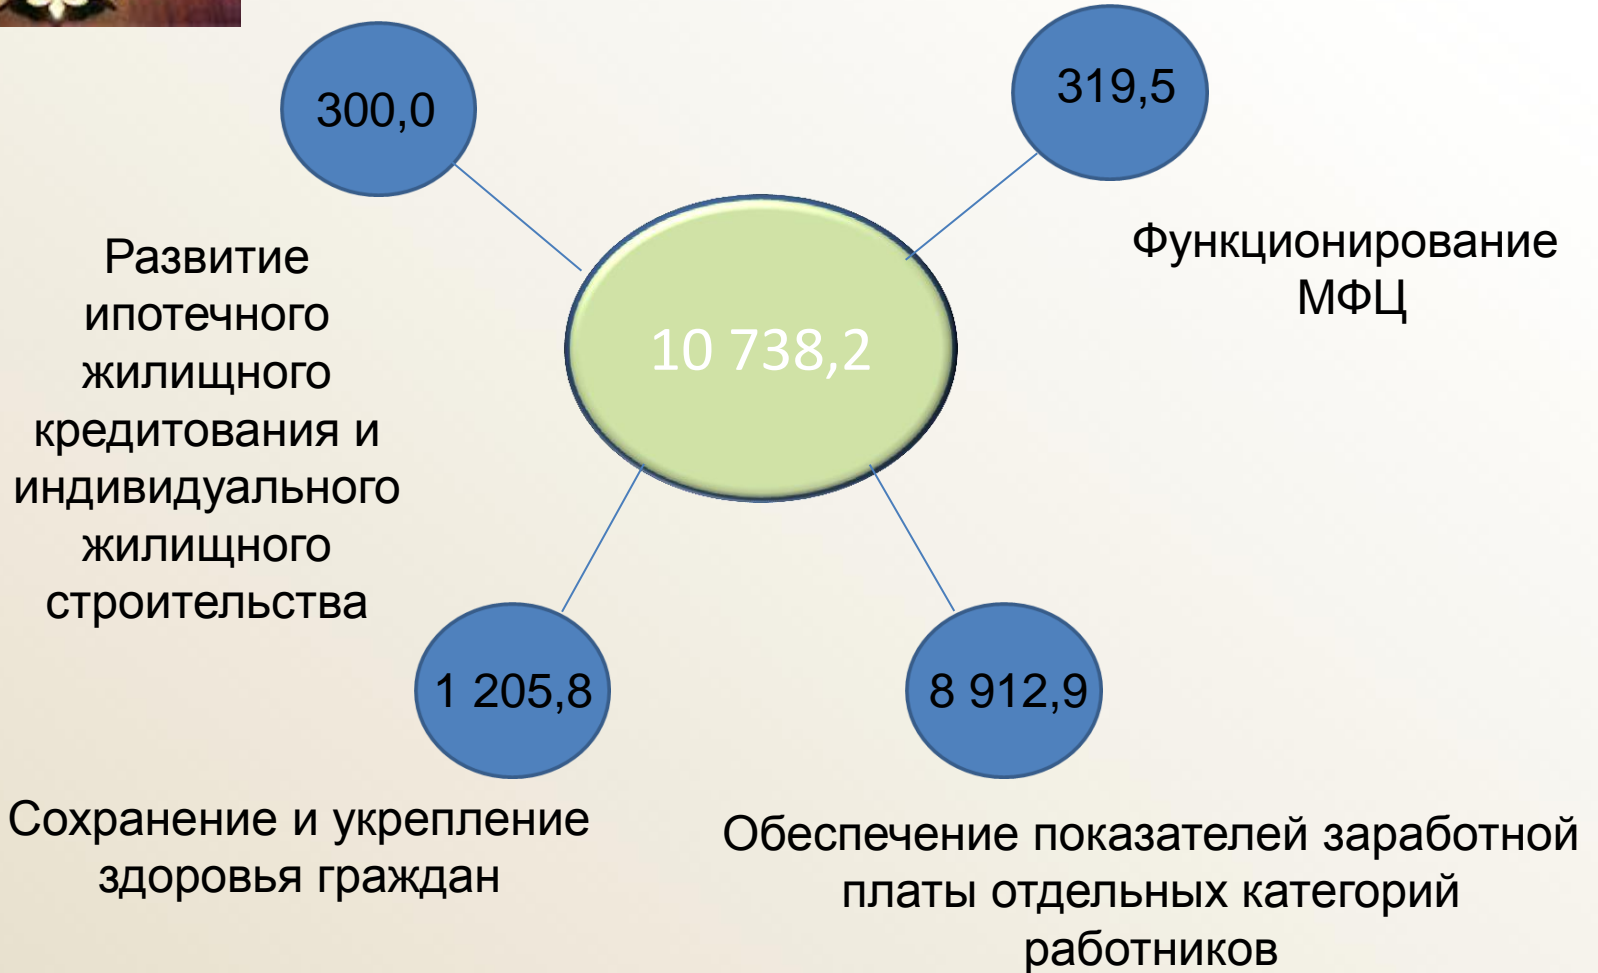 300,0
319,5
Развитие
ипотечного
жилищного
кредитования и
индивидуального
жилищного
строительства
Функционирование
МФЦ
10 738,2
1 205,8
8 912,9
Сохранение и укрепление
здоровья граждан
Обеспечение показателей заработной
платы отдельных категорий
работников